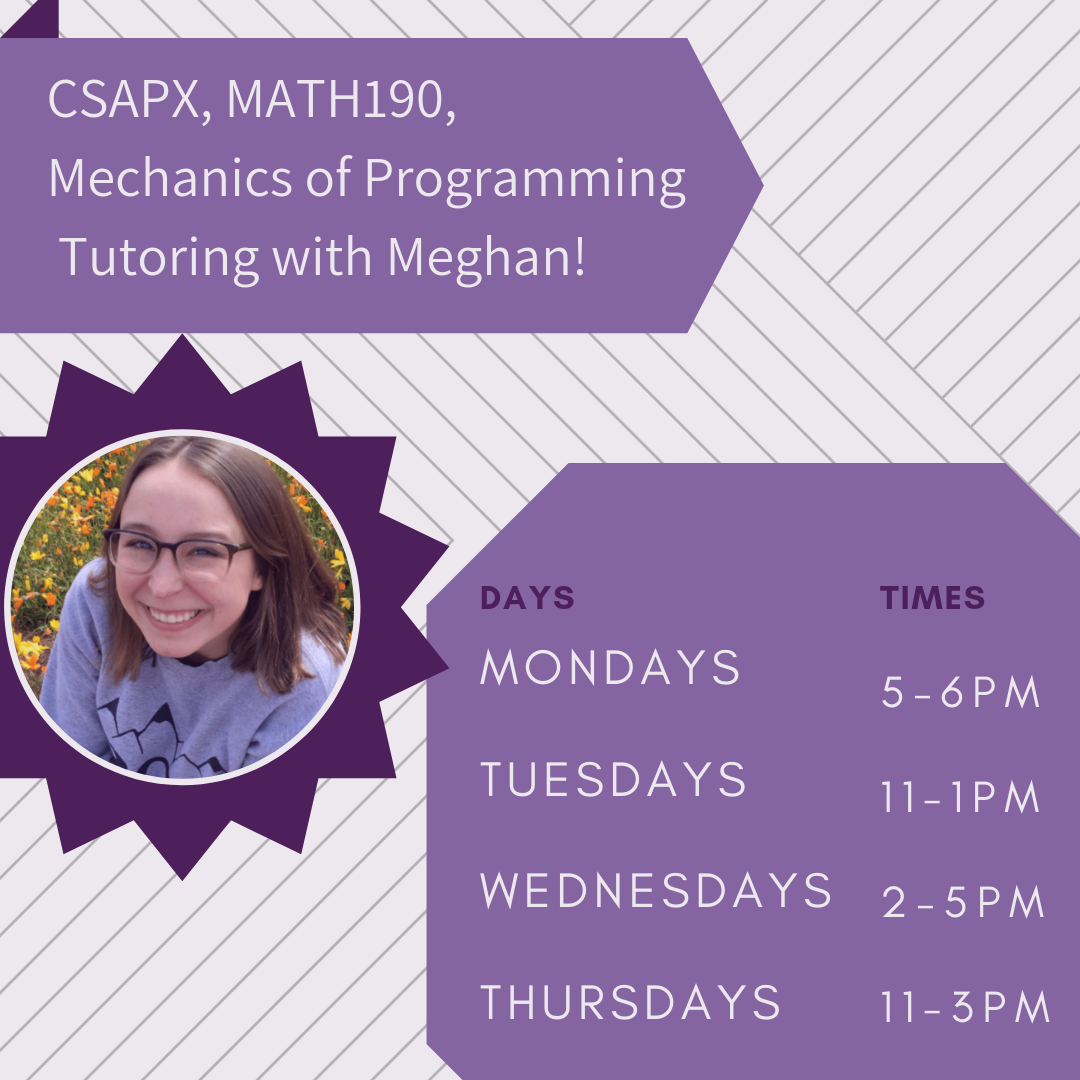 CSAPX, MATH190,
Mechanics of Programming
Tutoring with Meghan!
DAYS TIMES
MONDAYS 5-6PM
TUESDAYS 11-1PM
WEDNESDAYS 2-5PM
THURSDAYS 11-3PM